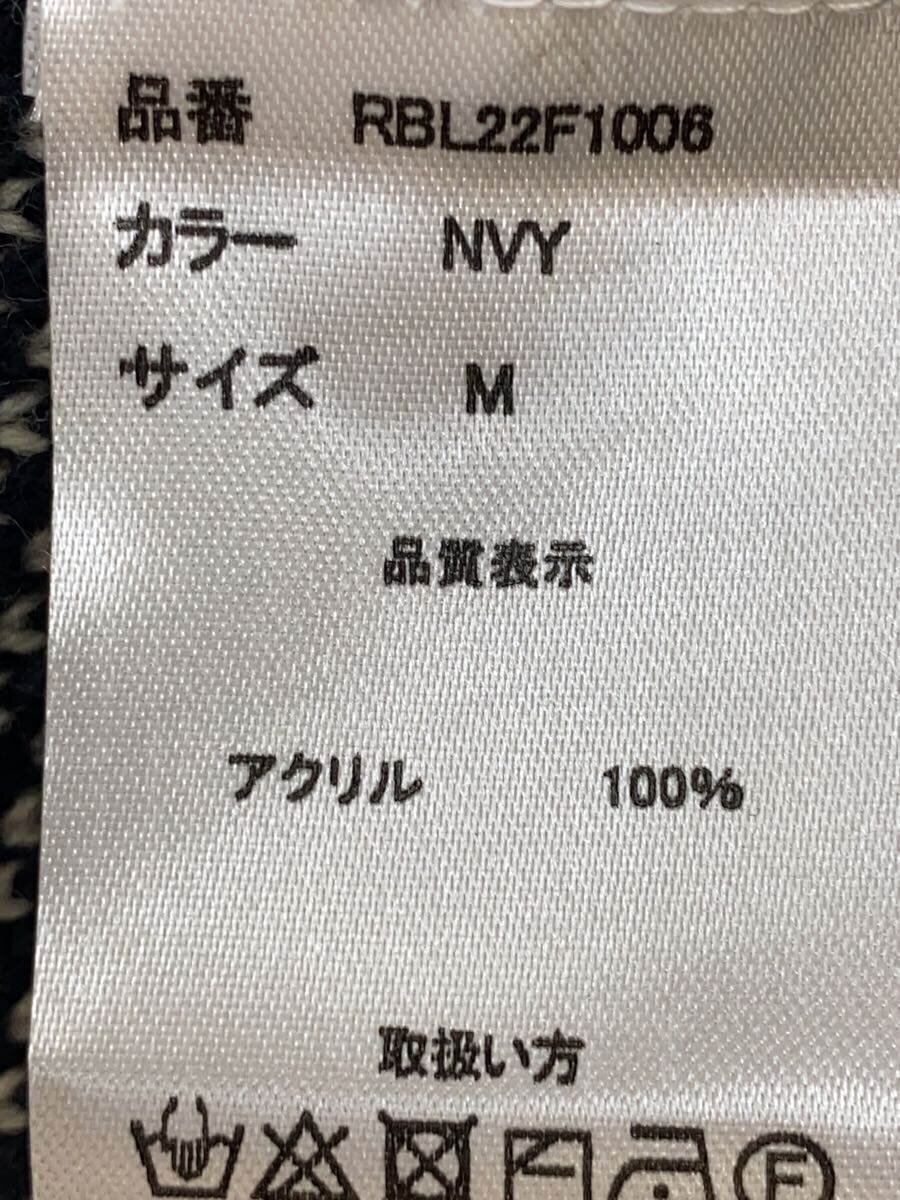 品番 RBL22F1006
カラー NVY
サイズ M
品質表示
アクリル 100%
取扱い方
F